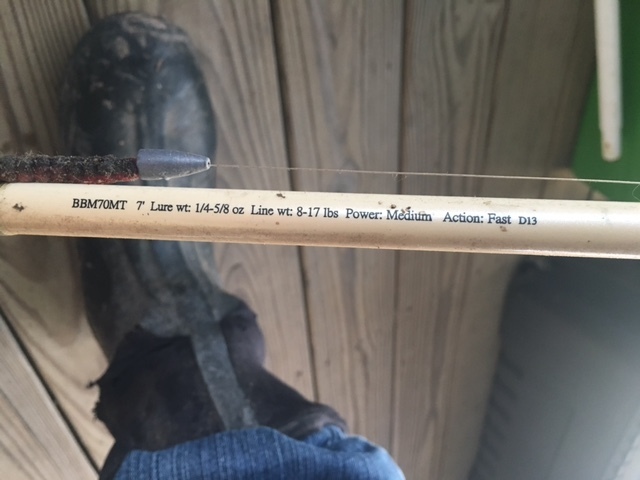 BBM70MT 7' Lure wt: 1/4-5/8 oz Line wt: 8-17 lbs Power: Medium Action: Fast D13